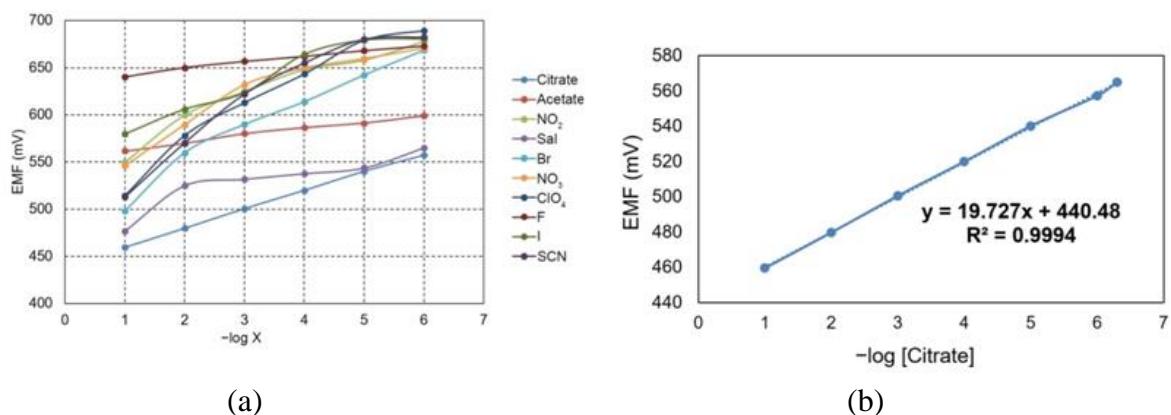 700
650
600
550
500
450
400
EMF (mV)
0 1 2 3 4 5 6 7
−log X
Citrate
Acetate
NO2
Sal
Br
NO3
ClO4
F
I
SCN
(a)
580
560
540
520
500
480
460
440
EMF (mV)
y = 19.727x + 440.48
R² = 0.9994
0 1 2 3 4 5 6 7
−log [Citrate]
(b)